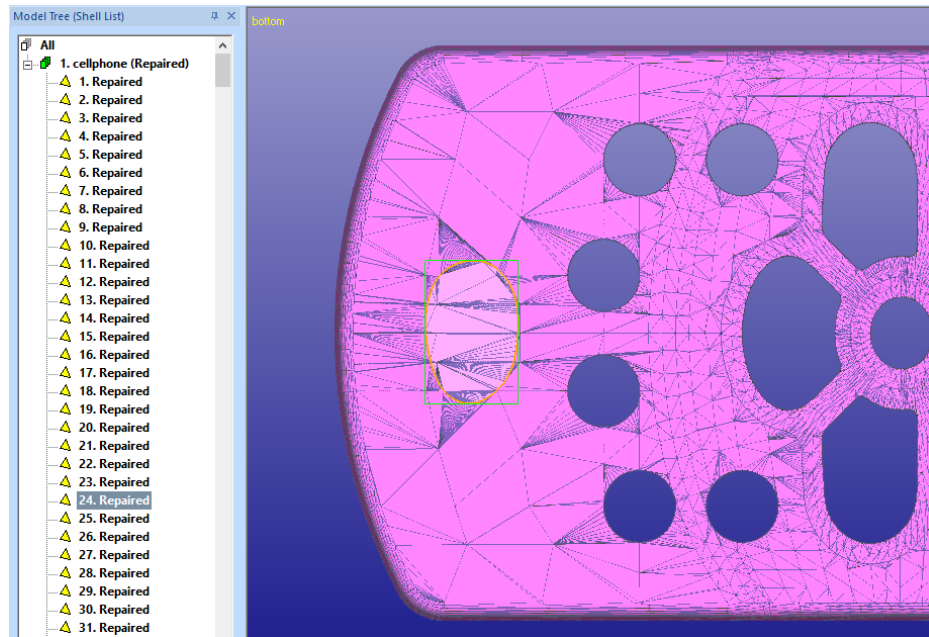 Model Tree (Shell List)
bottom
All
1. cellphone (Repaired)
1. Repaired
2. Repaired
3. Repaired
4. Repaired
5. Repaired
6. Repaired
7. Repaired
8. Repaired
9. Repaired
10. Repaired
11. Repaired
12. Repaired
13. Repaired
14. Repaired
15. Repaired
16. Repaired
17. Repaired
18. Repaired
19. Repaired
20. Repaired
21. Repaired
22. Repaired
23. Repaired
24. Repaired
25. Repaired
26. Repaired
27. Repaired
28. Repaired
29. Repaired
30. Repaired
31. Repaired